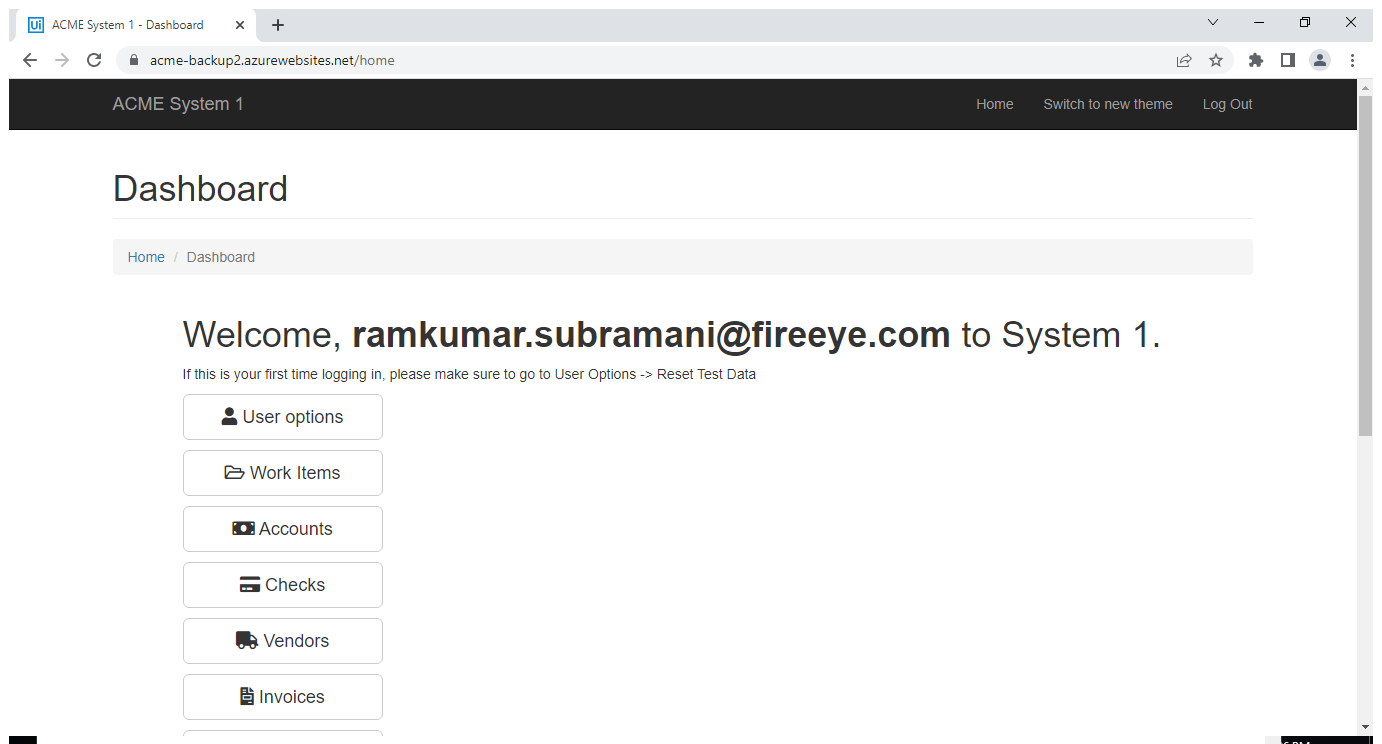 Ui ACME System 1 - Dashboard
acme-backup2.azurewebsites.net/home
ACME System 1 Home Switch to new theme Log Out
Dashboard
Home / Dashboard
Welcome, ramkumar.subramani@fireeye.com to System 1.
If this is your first time logging in, please make sure to go to User Options -> Reset Test Data
User options
Work Items
Accounts
Checks
Vendors
Invoices